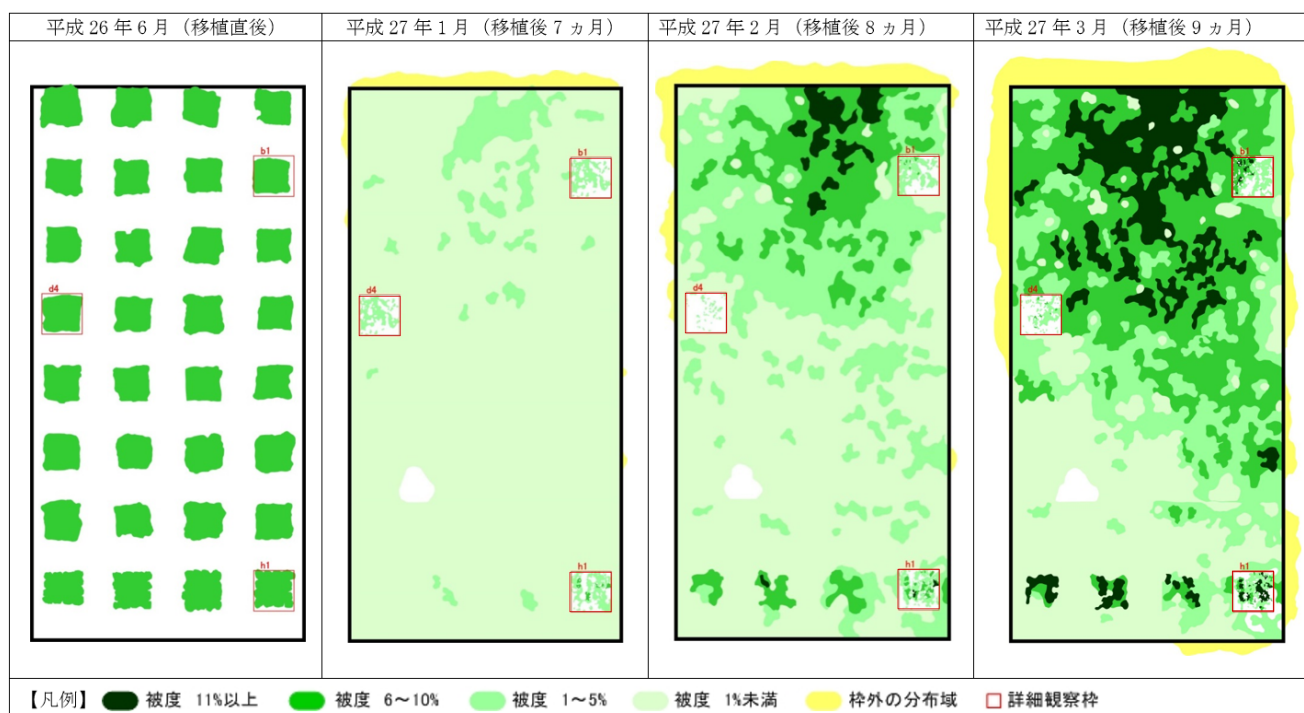 平成 26 年 6 月（移植直後）
平成 27 年 1 月（移植後 7 ヵ月）
平成 27 年 2 月（移植後 8 ヵ月）
平成 27 年 3 月（移植後 9 ヵ月）
b1
d4
h1
b1
d4
h1
b1
d4
h1
b1
d4
h1
【凡例】 被度 11%以上 被度 6～10% 被度 1～5% 被度 1%未満 枠外の分布域 詳細観察枠